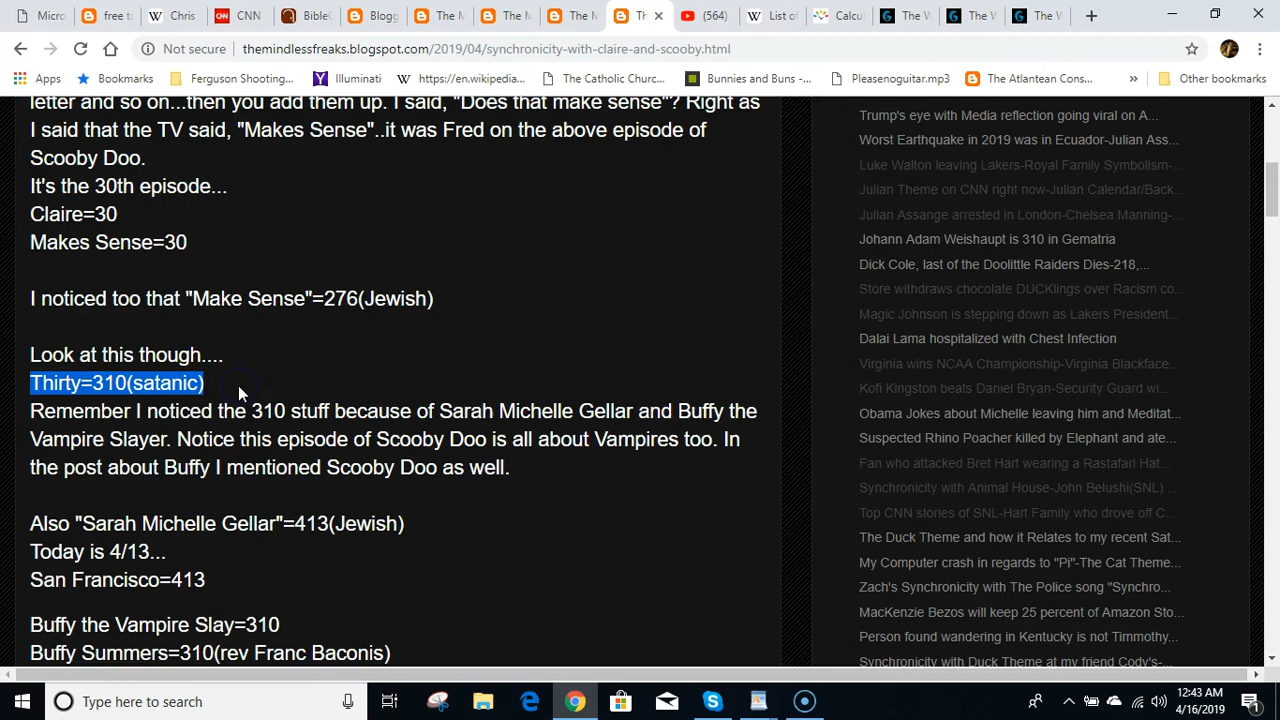 Micro
free t
Chris
CNN
BibleG
Blogg
The M
The M
The M
Th
(564)
List of
Calcul
The W
The W
The W
Not secure
themindlessfreaks.blogspot.com/2019/04/synchronicity-with-claire-and-scooby.html
Apps
Bookmarks
Ferguson Shooting...
Illuminati
https://en.wikipedia...
The Catholic Churc...
Bunnies and Buns -...
Pleasenoguitar.mp3
The Atlantean Cons...
»
Other bookmarks
letter and so on...then you add them up. I said, "Does that make sense"? Right as
I said that the TV said, "Makes Sense"..it was Fred on the above episode of
Scooby Doo.
It's the 30th episode...
Claire=30
Makes Sense=30
I noticed too that "Make Sense"=276(Jewish)
Look at this though....
Thirty=310(satanic)
Remember I noticed the 310 stuff because of Sarah Michelle Gellar and Buffy the
Vampire Slayer. Notice this episode of Scooby Doo is all about Vampires too. In
the post about Buffy I mentioned Scooby Doo as well.
Also "Sarah Michelle Gellar"=413(Jewish)
Today is 4/13...
San Francisco=413
Buffy the Vampire Slay=310
Buffy Summers=310(rev Franc Baconis)
Trump's eye with Media reflection going viral on A...
Worst Earthquake in 2019 was in Ecuador-Julian Ass...
Luke Walton leaving Lakers-Royal Family Symbolism-...
Julian Theme on CNN right now-Julian Calendar/Back...
Julian Assange arrested in London-Chelsea Manning-...
Johann Adam Weishaupt is 310 in Gematria
Dick Cole, last of the Doolittle Raiders Dies-218,...
Store withdraws chocolate DUCKlings over Racism co...
Magic Johnson is stepping down as Lakers President...
Dalai Lama hospitalized with Chest Infection
Virginia wins NCAA Championship-Virginia Blackface...
Kofi Kingston beats Daniel Bryan-Security Guard wi...
Obama Jokes about Michelle leaving him and Meditat...
Suspected Rhino Poacher killed by Elephant and ate...
Fan who attacked Bret Hart wearing a Rastafari Hat...
Synchronicity with Animal House-John Belushi(SNL) ...
Top CNN stories of SNL-Hart Family who drove off C...
The Duck Theme and how it Relates to my recent Sat...
My Computer crash in regards to "Pi"-The Cat Theme...
Zach's Synchronicity with The Police song "Synchro...
MacKenzie Bezos will keep 25 percent of Amazon Sto...
Person found wandering in Kentucky is not Timmothy...
Synchronicity with Duck Theme at my friend Cody's-...
Type here to search
12:43 AM
4/16/2019
1